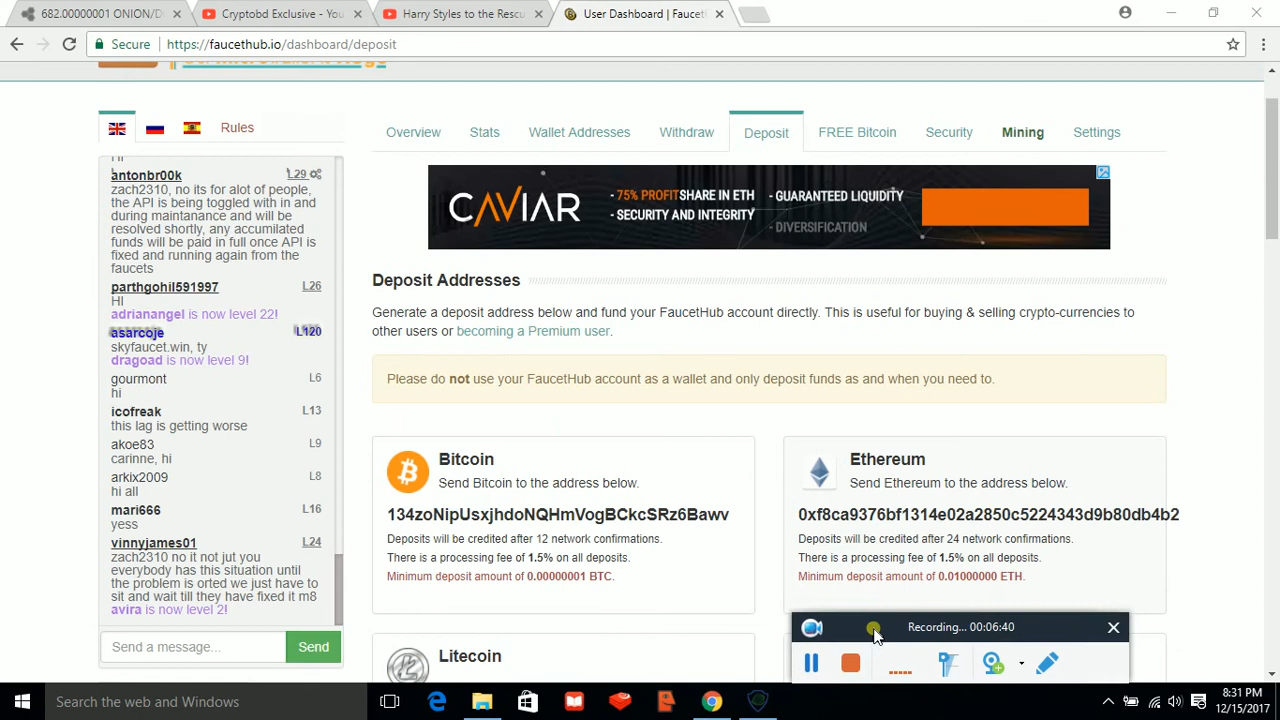 682.00000001 ONION/D
Cryptobd Exclusive - You
Harry Styles to the Rescu
User Dashboard | Faucet
Secure
https://faucethub.io/dashboard/deposit
Rules
Overview
Stats
Wallet Addresses
Withdraw
Deposit
FREE Bitcoin
Security
Mining
Settings
antonbr00k L29
zach2310, no its for alot of people,
the API is being toggled with in and
during maintanance and will be
resolved shortly, any accumilated
funds will be paid in full once API is
fixed and running again from the
faucets
parthgohil591997 L26
HI
adrianangel is now level 22!
asarcoje L120
skyfaucet.win, ty
dragoad is now level 9!
gourmont L6
hi
icofreak L13
this lag is getting worse
akoe83 L9
carinne, hi
arkix2009 L8
hi all
mari666 L16
yess
vinnyjames01 L24
zach2310 no it not jut you
everybody has this situation until
the problem is orted we just have to
sit and wait till they have fixed it m8
avira is now level 2!
Send a message...
Send
CAVIAR
- 75% PROFIT SHARE IN ETH
- SECURITY AND INTEGRITY
- GUARANTEED LIQUIDITY
- DIVERSIFICATION
Deposit Addresses
Generate a deposit address below and fund your FaucetHub account directly. This is useful for buying & selling crypto-currencies to
other users or becoming a Premium user.
Please do not use your FaucetHub account as a wallet and only deposit funds as and when you need to.
Bitcoin
Send Bitcoin to the address below.
134zoNipUsxjhdoNQHmVogBCkcSRz6Bawv
Deposits will be credited after 12 network confirmations.
There is a processing fee of 1.5% on all deposits.
Minimum deposit amount of 0.00000001 BTC.
Ethereum
Send Ethereum to the address below.
0xf8ca9376bf1314e02a2850c5224343d9b80db4b2
Deposits will be credited after 24 network confirmations.
There is a processing fee of 1.5% on all deposits.
Minimum deposit amount of 0.01000000 ETH.
Litecoin
Recording... 00:06:40
Search the web and Windows
8:31 PM
12/15/2017